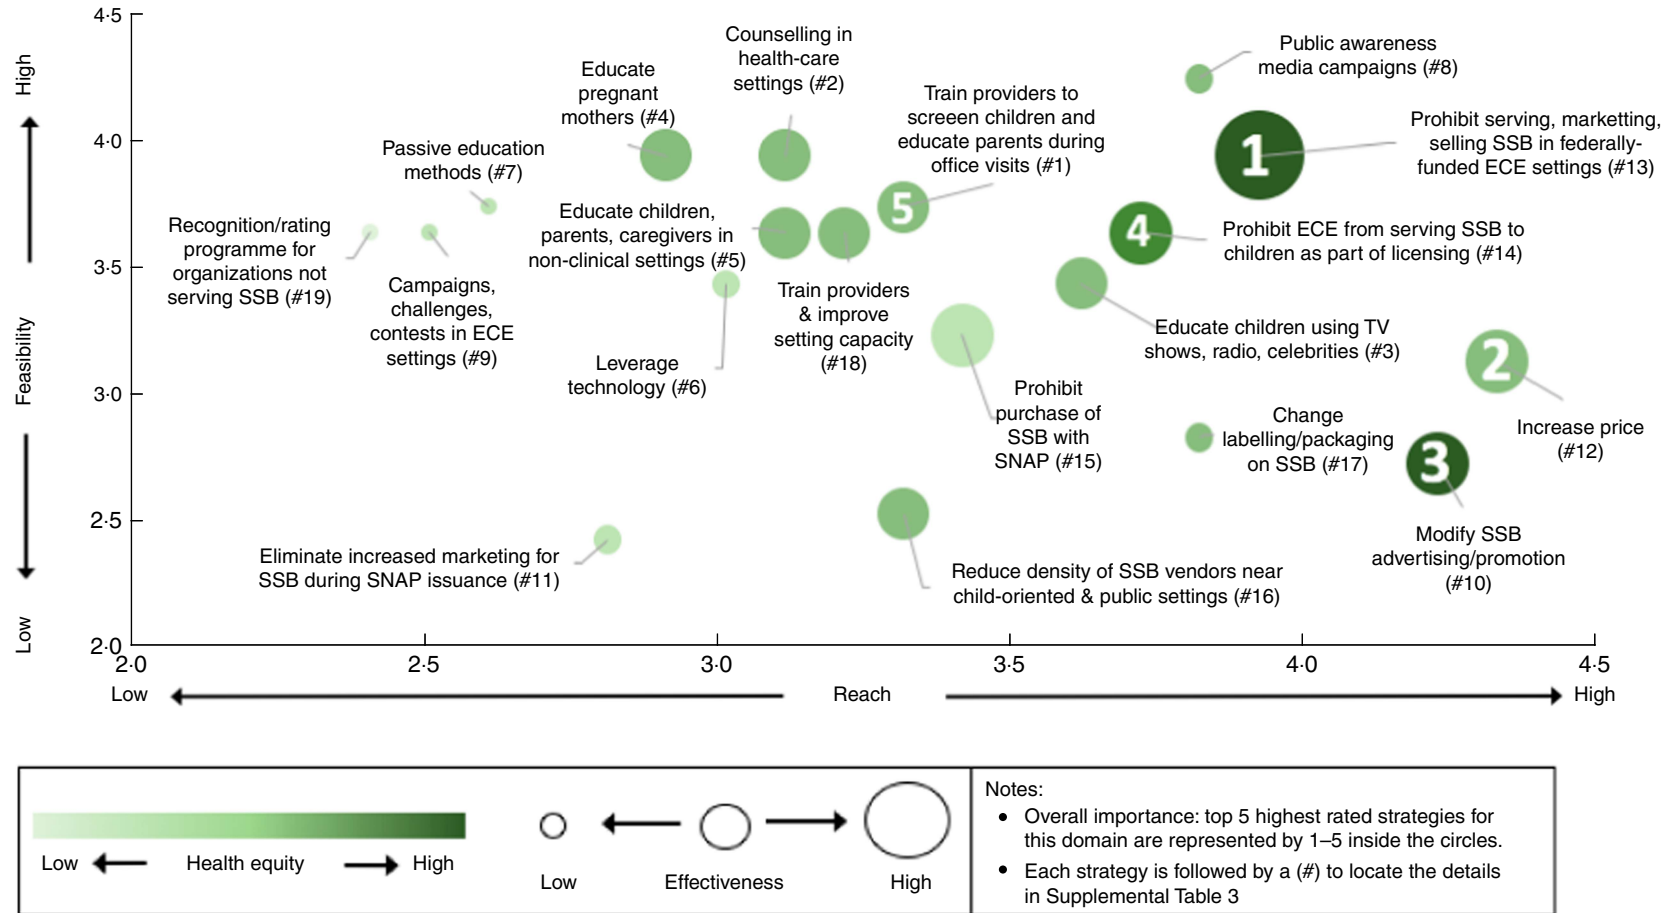 4·5
4·0
3·5
3·0
2·5
2·0
High
Feasibility
Low
Counselling in
health-care
settings (#2)
Educate
pregnant
mothers (#4)
Passive education
methods (#7)
Recognition/rating
programme for
organizations not
serving SSB (#19)
Campaigns,
challenges,
contests in ECE
settings (#9)
Educate children,
parents, caregivers in
non-clinical settings (#5)
Leverage
technology (#6)
Train providers to
screeen children and
educate parents during
office visits (#1)
5
Train providers
& improve
setting capacity
(#18)
Public awareness
media campaigns (#8)
1
Prohibit serving, marketting,
selling SSB in federally-
funded ECE settings (#13)
4
Prohibit ECE from serving SSB to
children as part of licensing (#14)
Educate children using TV
shows, radio, celebrities (#3)
2
Increase price
(#12)
Prohibit
purchase of
SSB with
SNAP (#15)
Change
labelling/packaging
on SSB (#17)
3
Modify SSB
advertising/promotion
(#10)
Eliminate increased marketing for
SSB during SNAP issuance (#11)
Reduce density of SSB vendors near
child-oriented & public settings (#16)
2·0 2·5 3·0 3·5 4·0 4·5
Low Reach High
Low Health equity High
Low Effectiveness High
Notes:
• Overall importance: top 5 highest rated strategies for
this domain are represented by 1–5 inside the circles.
• Each strategy is followed by a (#) to locate the details
in Supplemental Table 3